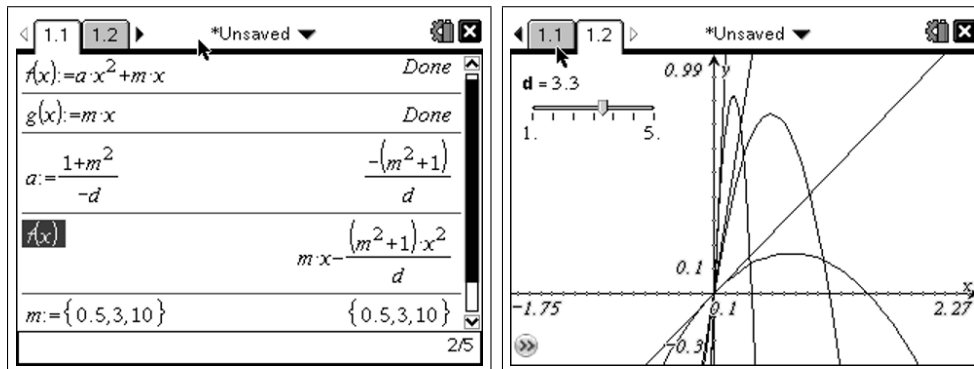 1.1 1.2 *Unsaved
f(x):=a·x²+m·x Done
g(x):=m·x Done
a:=(1+m²)/(-d) -(m²+1)/d
f(x) m·x-((m²+1)·x²)/d
m:={0.5,3,10} {0.5,3,10}
2/5
1.1 1.2 *Unsaved
0.99 y
d = 3.3
1. 5.
0.1
x
-1.75 0.1 2.27
-0.3